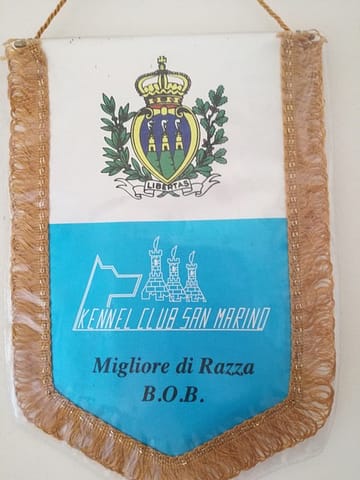 LIBERTAS
KENNEL CLUB SAN MARINO
Migliore di Razza
B.O.B.